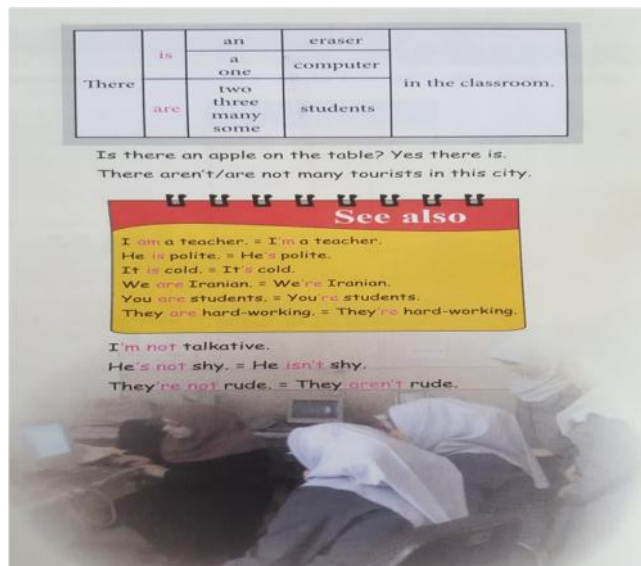 There is an eraser in the classroom.
a computer
one
are two students
three
many
some
Is there an apple on the table? Yes there is.
There aren't/are not many tourists in this city.
See also
I am a teacher. = I'm a teacher.
He is polite. = He's polite.
It is cold. = It's cold.
We are Iranian. = We're Iranian.
You are students. = You're students.
They are hard-working. = They're hard-working.
I'm not talkative.
He's not shy. = He isn't shy.
They're not rude. = They aren't rude.